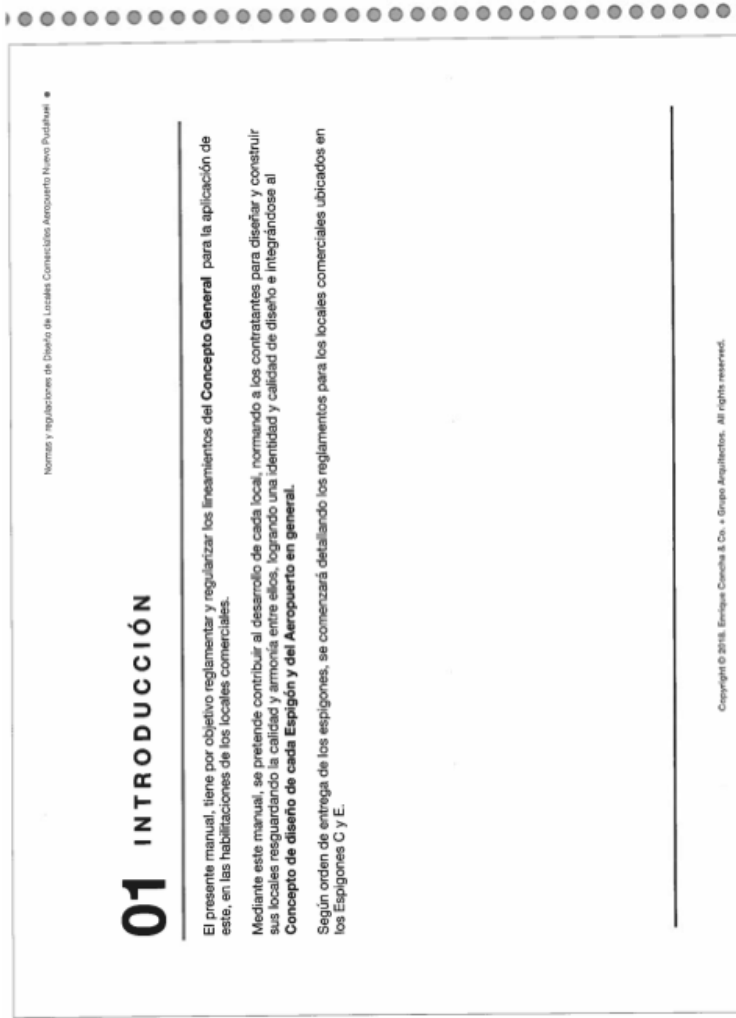 Normas y regulaciones de Diseño de Locales Comerciales Aeropuerto Nuevo Pudahuel
01 INTRODUCCIÓN
El presente manual, tiene por objetivo reglamentar y regularizar los lineamientos del Concepto General para la aplicación de
este, en las habilitaciones de los locales comerciales.
Mediante este manual, se pretende contribuir al desarrollo de cada local, normando a los contratantes para diseñar y construir
sus locales resguardando la calidad y armonía entre ellos, logrando una identidad y calidad de diseño e integrándose al
Concepto de diseño de cada Espigón y del Aeropuerto en general.
Según orden de entrega de los espigones, se comenzará detallando los reglamentos para los locales comerciales ubicados en
los Espigones C y E.
Copyright © 2018. Enrique Concha & Co. + Grupo Arquitectos. All rights reserved.